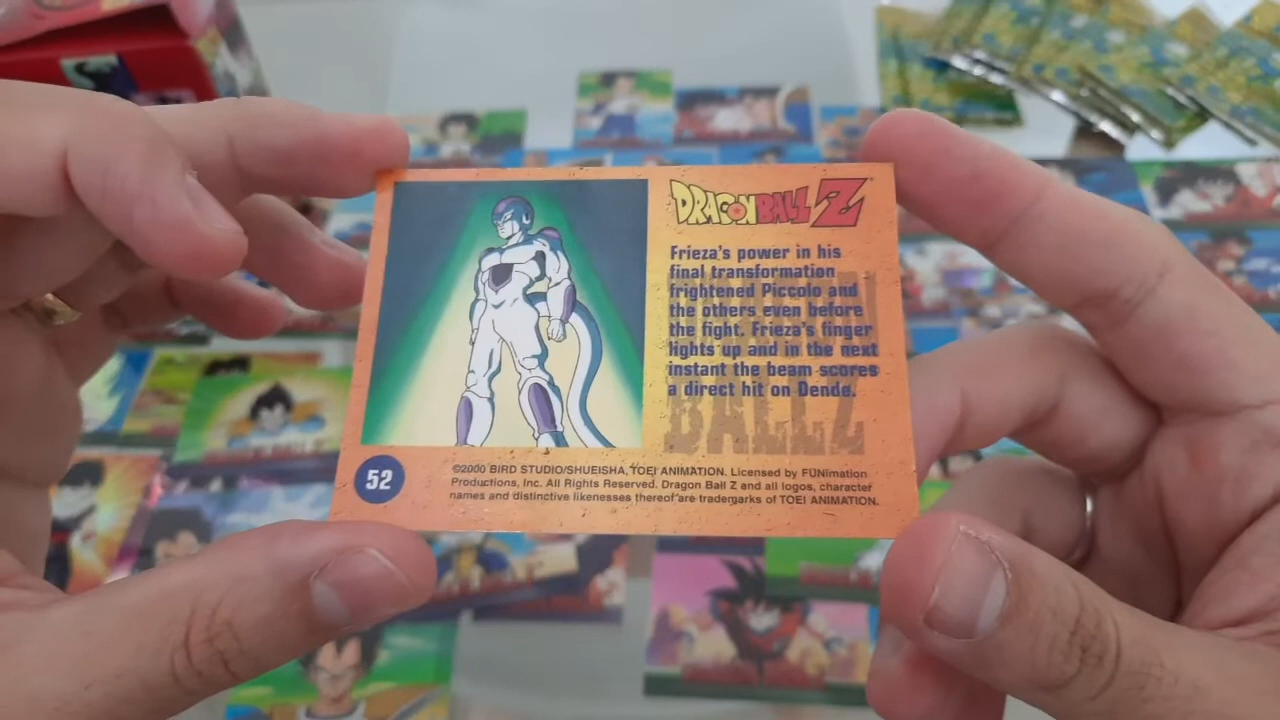 DRAGON BALL Z
Frieza's power in his
final transformation
frightened Piccolo and
the others even before
the fight. Frieza's finger
lights up and in the next
instant the beam scores
a direct hit on Dende.
BALL Z
52
©2000 BIRD STUDIO/SHUEISHA, TOEI ANIMATION. Licensed by FUNimation
Productions, Inc. All Rights Reserved. Dragon Ball Z and all logos, character
names and distinctive likenesses thereof are trademarks of TOEI ANIMATION.